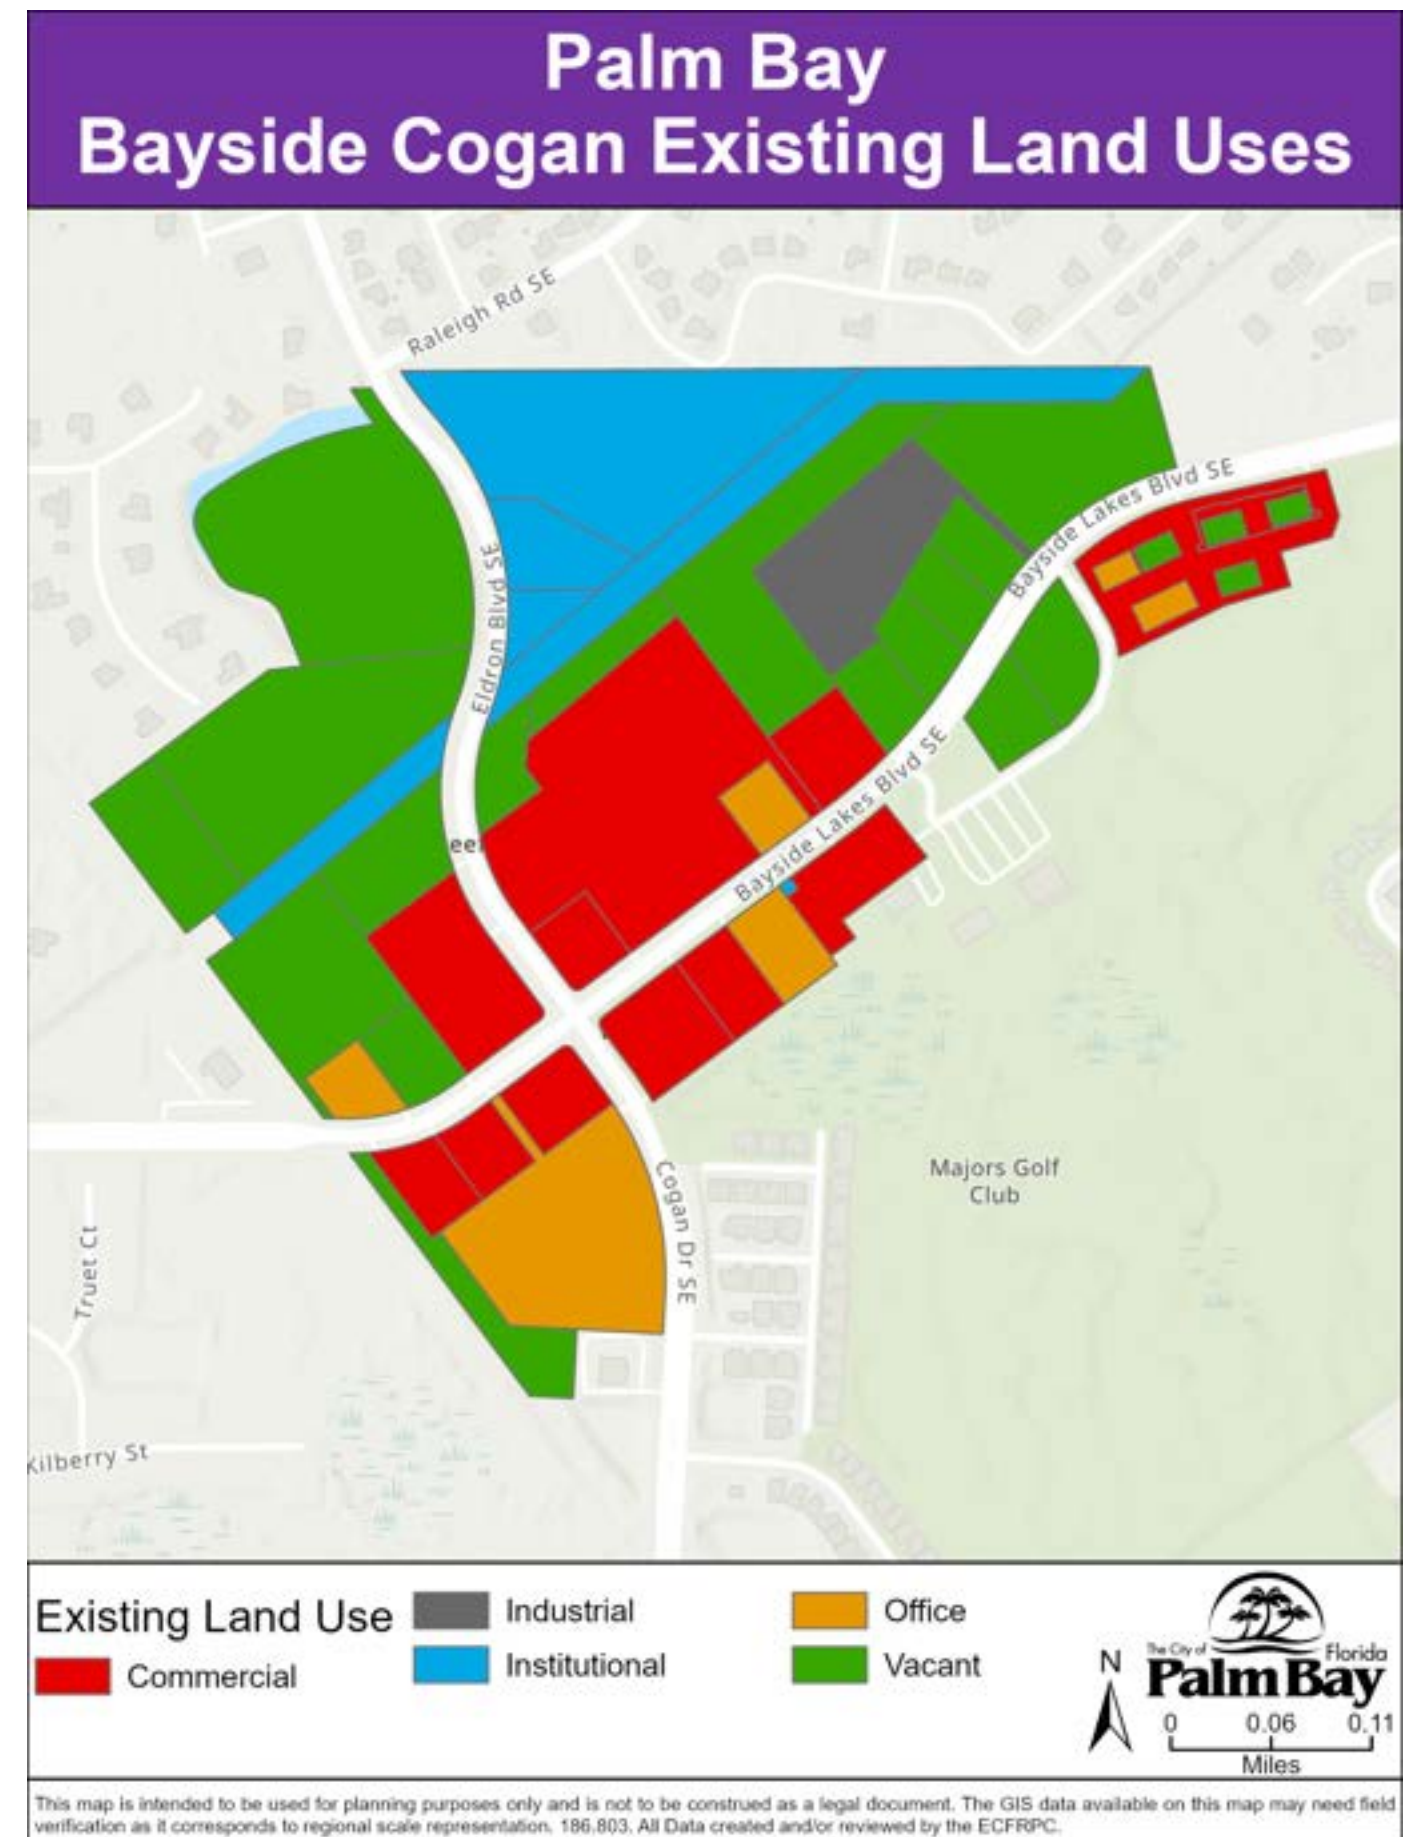 Palm Bay
Bayside Cogan Existing Land Uses
Raleigh Rd SE
Bayside Lakes Blvd SE
Eldron Blvd SE
Bayside Lakes Blvd SE
Cogan Dr SE
Majors Golf
Club
Truet Ct
Kilberry St
Existing Land Use
Commercial
Industrial
Institutional
Office
Vacant
N
The City of
Florida
Palm Bay
0 0.06 0.11
Miles
This map is intended to be used for planning purposes only and is not to be construed as a legal document. The GIS data available on this map may need field
verification as it corresponds to regional scale representation. 186.803. All Data created and/or reviewed by the ECFRPC.